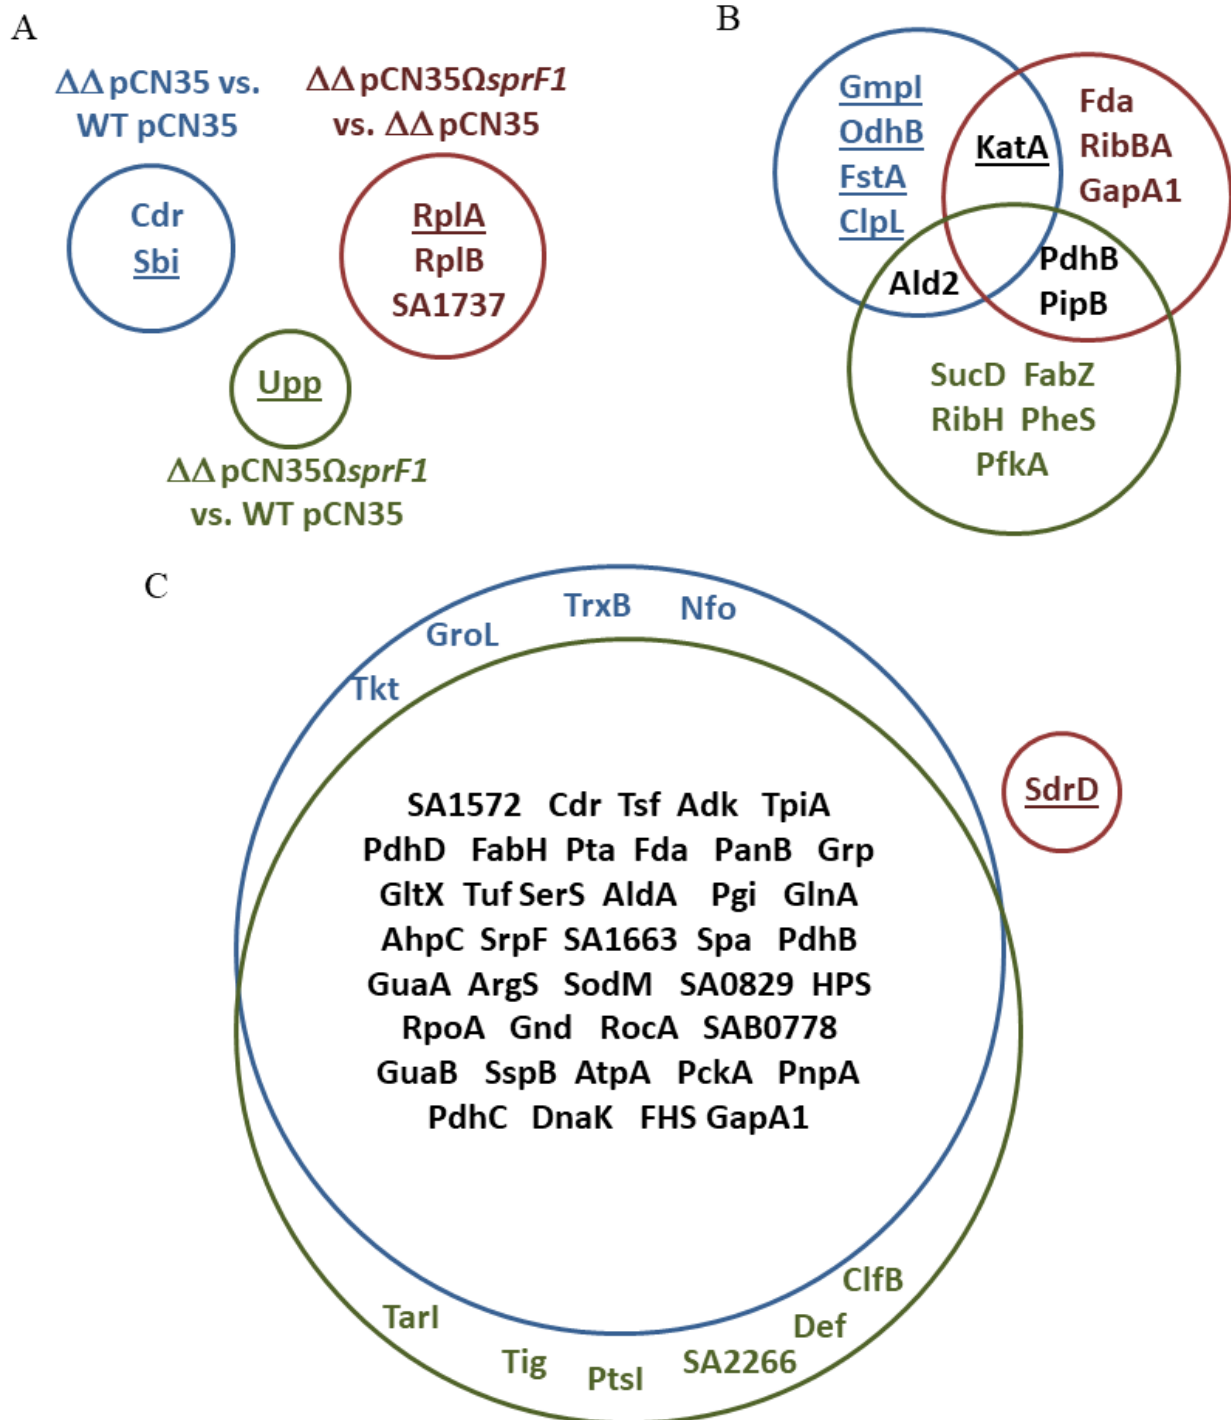 A
ΔΔ pCN35 vs.
WT pCN35
ΔΔ pCN35ΩsprF1
vs. ΔΔ pCN35
Cdr
Sbi
RplA
RplB
SA1737
Upp
ΔΔ pCN35ΩsprF1
vs. WT pCN35
B
GmpI
OdhB
FstA
ClpL
KatA
Fda
RibBA
GapA1
Ald2
PdhB
PipB
SucD FabZ
RibH PheS
PfkA
C
TrxB Nfo
GroL
Tkt
SdrD
SA1572 Cdr Tsf Adk TpiA
PdhD FabH Pta Fda PanB Grp
GltX Tuf SerS AldA Pgi GlnA
AhpC SrpF SA1663 Spa PdhB
GuaA ArgS SodM SA0829 HPS
RpoA Gnd RocA SAB0778
GuaB SspB AtpA PckA PnpA
PdhC DnaK FHS GapA1
ClfB
TarI
Def
Tig
PtsI
SA2266